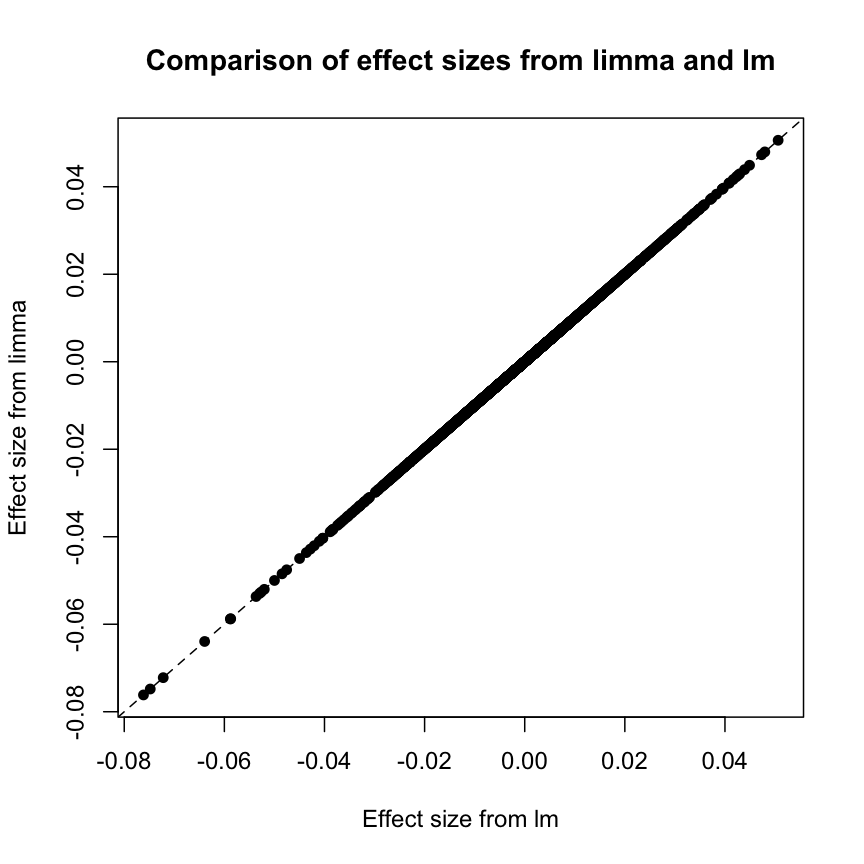 Comparison of effect sizes from limma and lm
Effect size from limma
0.04
0.02
0.00
-0.02
-0.04
-0.06
-0.08
-0.08 -0.06 -0.04 -0.02 0.00 0.02 0.04
Effect size from lm